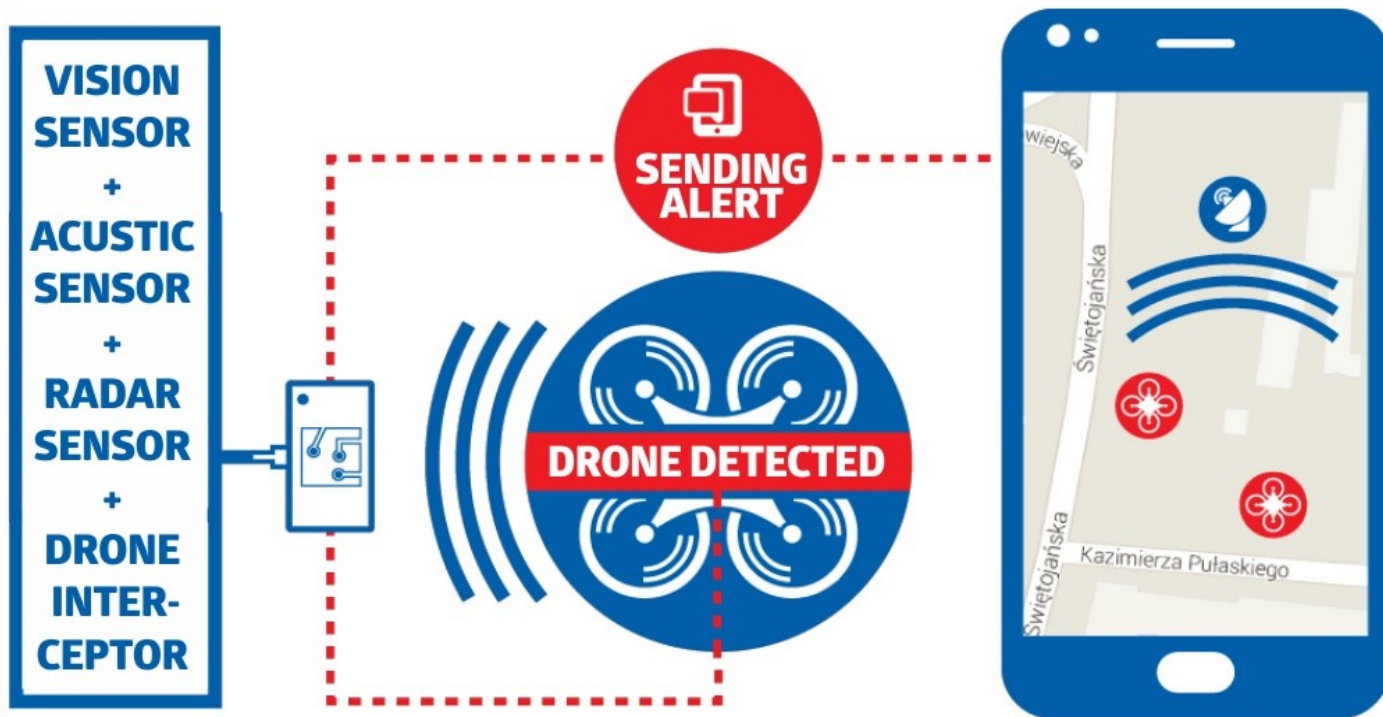 VISION
SENSOR
+
ACUSTIC
SENSOR
+
RADAR
SENSOR
+
DRONE
INTER-
CEPTOR
SENDING
ALERT
DRONE DETECTED
wiejska
Świętojańska
Świętojańska
Kazimierza Pułaskiego